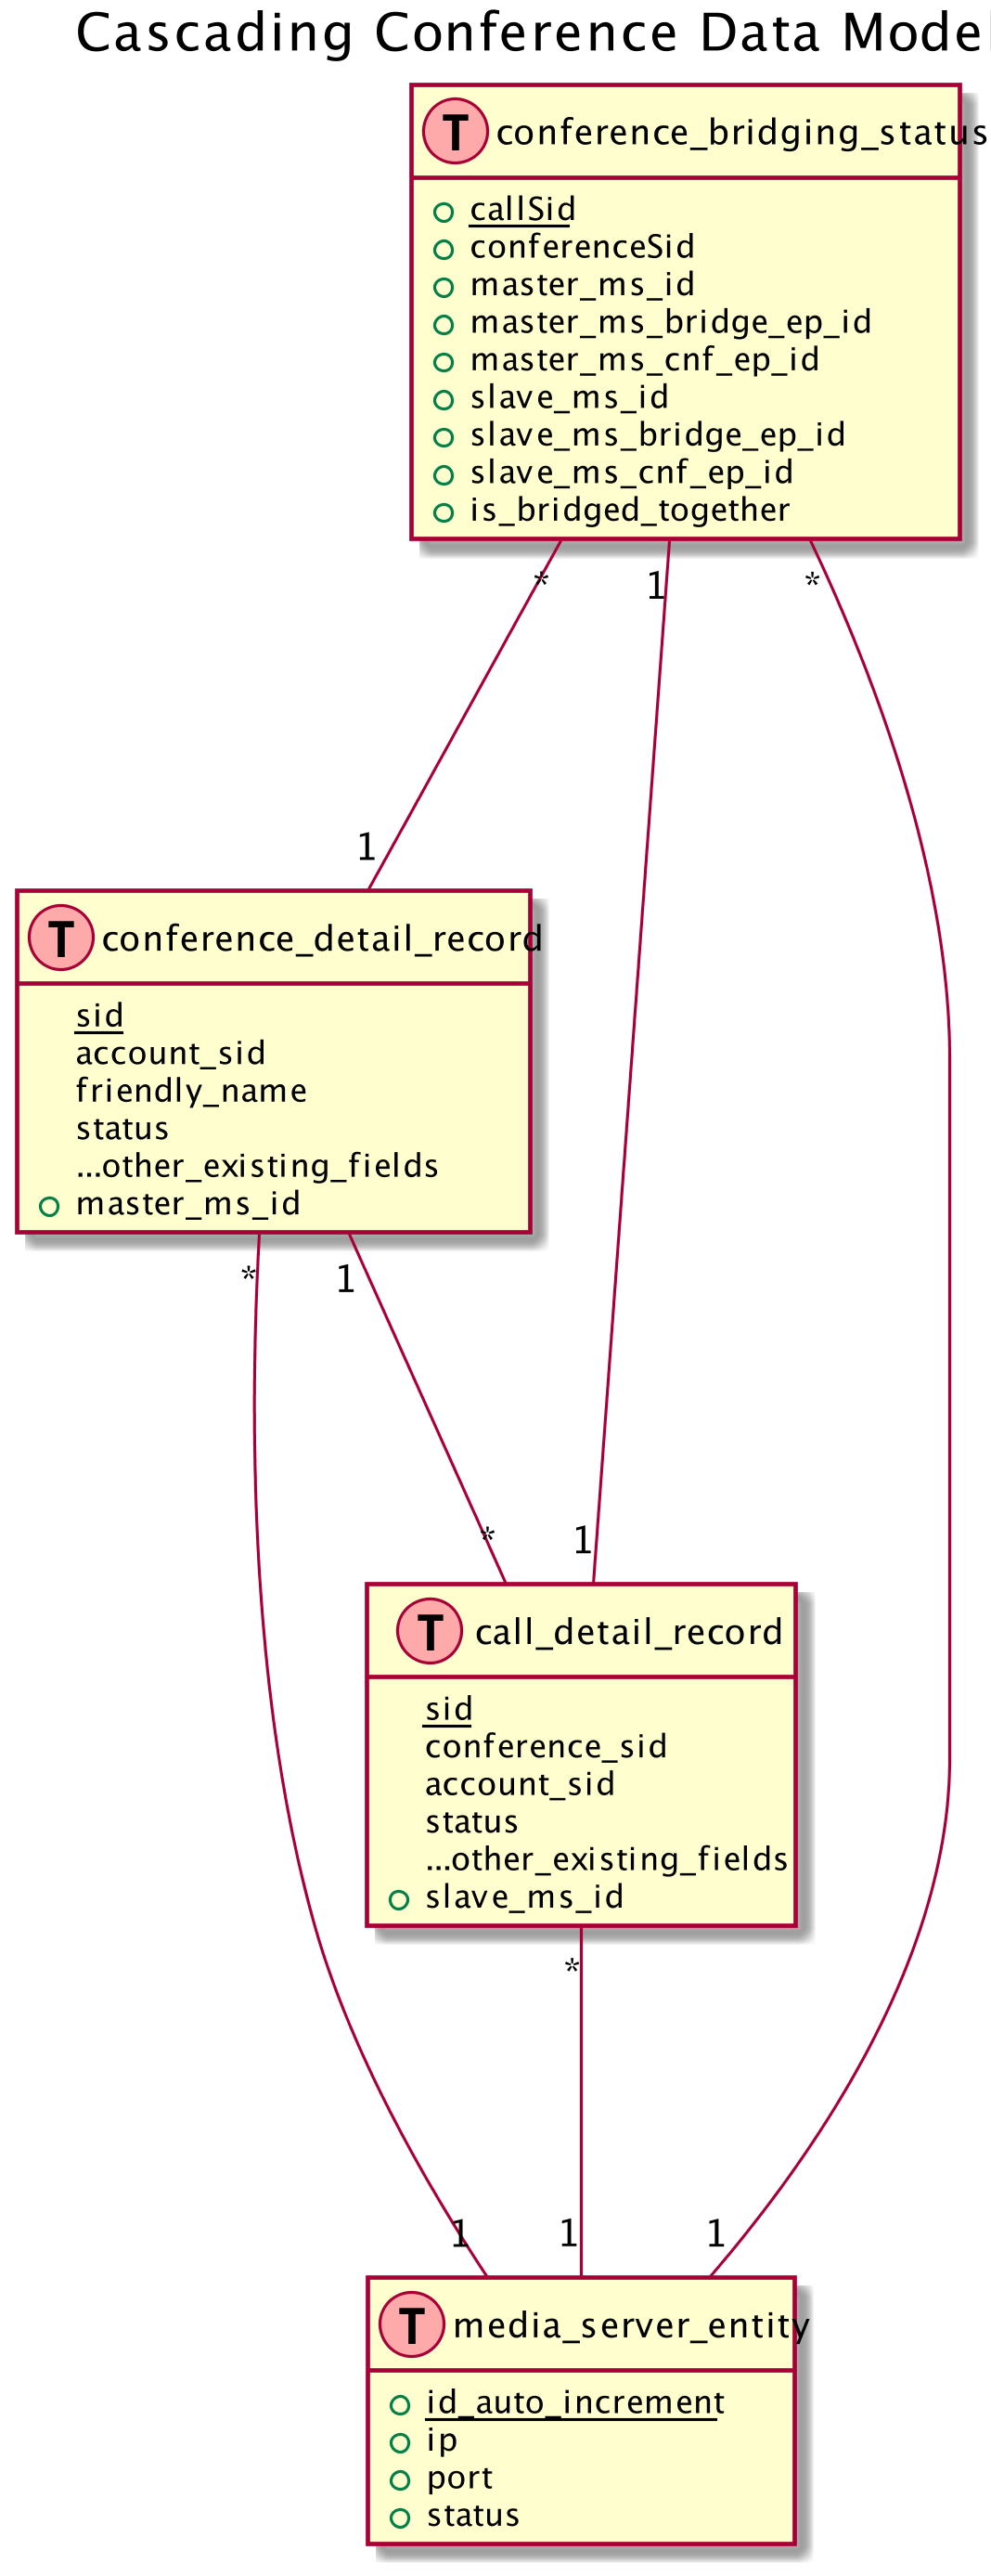 Cascading Conference Data Model
T conference_bridging_status
callSid
conferenceSid
master_ms_id
master_ms_bridge_ep_id
master_ms_cnf_ep_id
slave_ms_id
slave_ms_bridge_ep_id
slave_ms_cnf_ep_id
is_bridged_together
* 1 *
1
T conference_detail_record
sid
account_sid
friendly_name
status
...other_existing_fields
master_ms_id
* 1
* 1
T call_detail_record
sid
conference_sid
account_sid
status
...other_existing_fields
slave_ms_id
*
1 1 1
T media_server_entity
id_auto_increment
ip
port
status